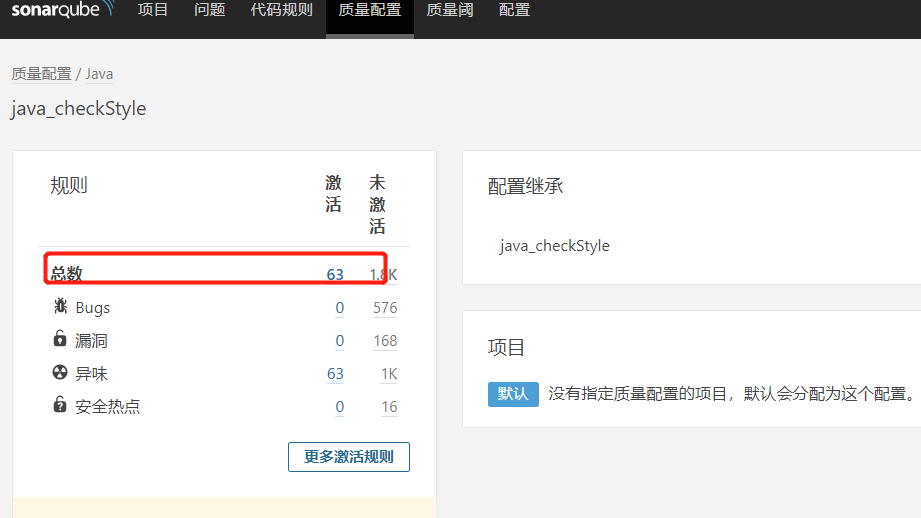 sonarqube 项目 问题 代码规则 质量配置 质量阈 配置
质量配置 / Java
java_checkStyle
规则 激活 未激活
总数 63 1.8K
Bugs 0 576
漏洞 0 168
异味 63 1K
安全热点 0 16
更多激活规则
配置继承
java_checkStyle
项目
默认 没有指定质量配置的项目，默认会分配为这个配置。